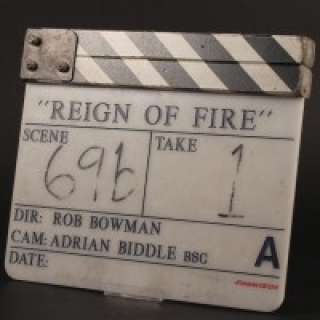 "REIGN OF FIRE"
SCENE TAKE
69b 1
DIR: ROB BOWMAN
CAM: ADRIAN BIDDLE BSC
DATE: A